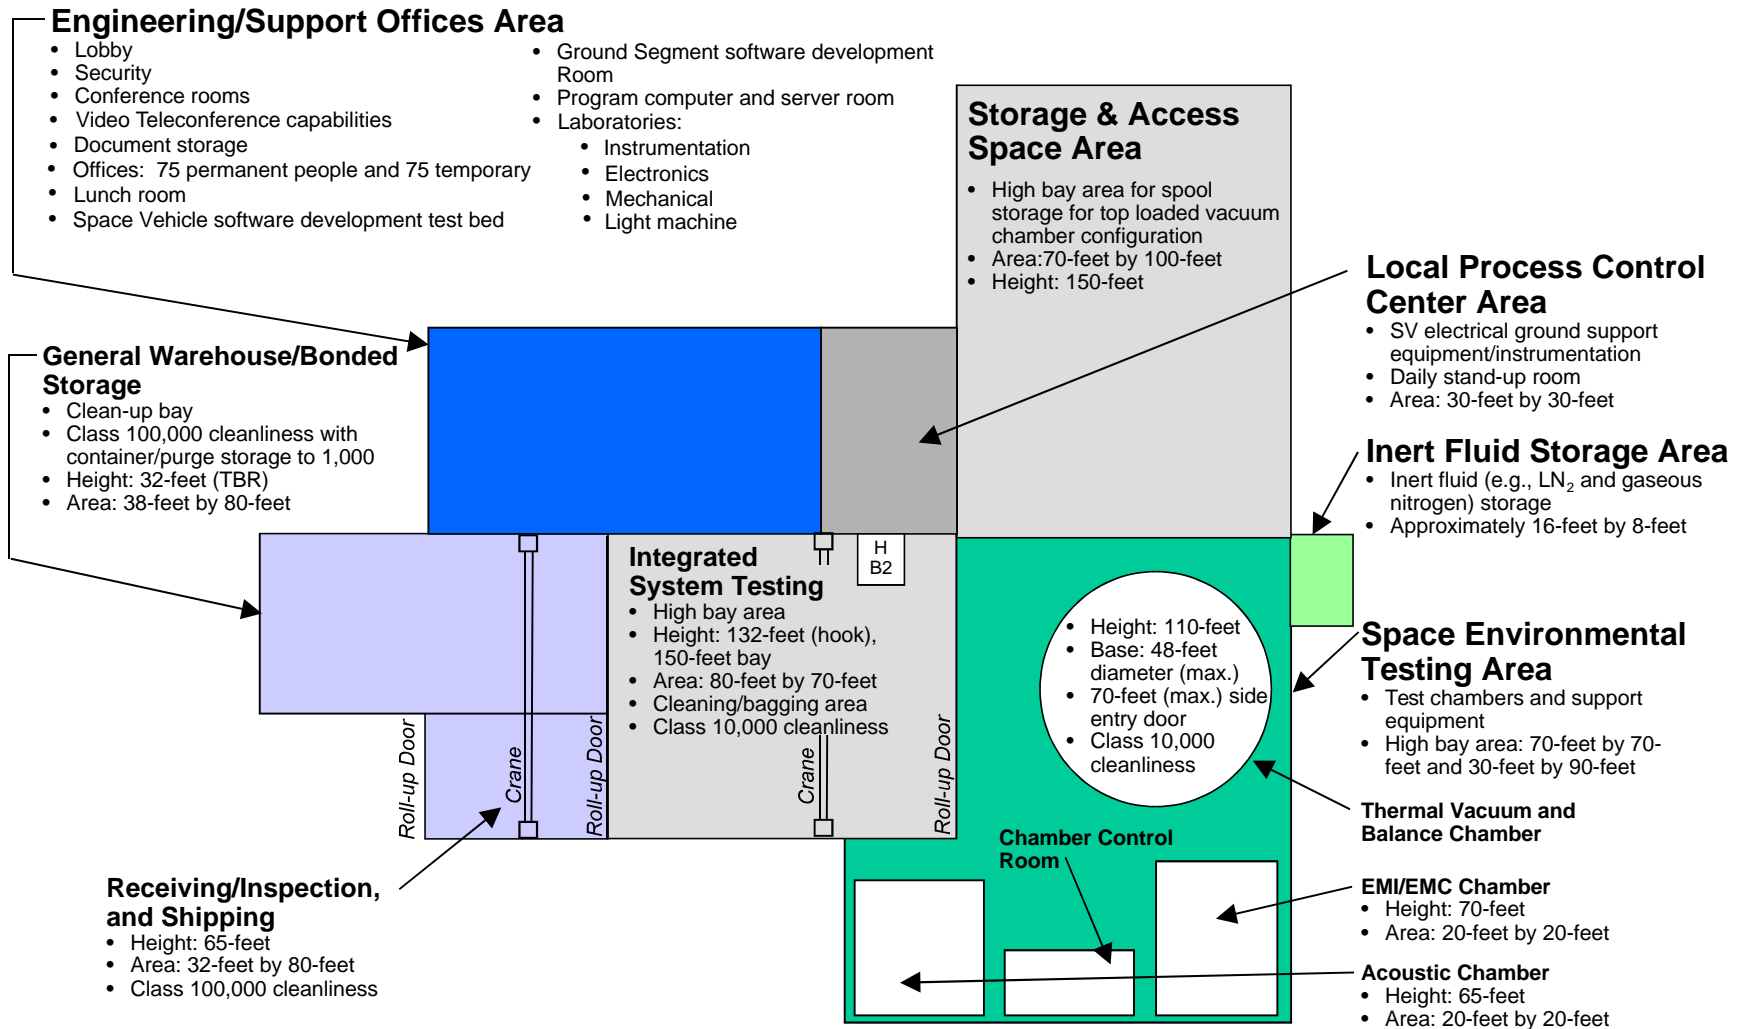 Engineering/Support Offices Area
• Lobby
• Security
• Conference rooms
• Video Teleconference capabilities
• Document storage
• Offices:  75 permanent people and 75 temporary
• Lunch room
• Space Vehicle software development test bed
• Ground Segment software development
Room
• Program computer and server room
• Laboratories:
• Instrumentation
• Electronics
• Mechanical
• Light machine
Storage & Access
Space Area
• High bay area for spool
storage for top loaded vacuum
chamber configuration
• Area:70-feet by 100-feet
• Height: 150-feet
Local Process Control
Center Area
• SV electrical ground support
equipment/instrumentation
• Daily stand-up room
• Area: 30-feet by 30-feet
General Warehouse/Bonded
Storage
• Clean-up bay
• Class 100,000 cleanliness with
container/purge storage to 1,000
• Height: 32-feet (TBR)
• Area: 38-feet by 80-feet
Inert Fluid Storage Area
• Inert fluid (e.g., LN2 and gaseous
nitrogen) storage
• Approximately 16-feet by 8-feet
Integrated
System Testing
• High bay area
• Height: 132-feet (hook),
150-feet bay
• Area: 80-feet by 70-feet
• Cleaning/bagging area
• Class 10,000 cleanliness
H
B2
• Height: 110-feet
• Base: 48-feet
diameter (max.)
• 70-feet (max.) side
entry door
• Class 10,000
cleanliness
Space Environmental
Testing Area
• Test chambers and support
equipment
• High bay area: 70-feet by 70-
feet and 30-feet by 90-feet
Roll-up Door
Crane
Roll-up Door
Crane
Roll-up Door
Thermal Vacuum and
Balance Chamber
Chamber Control
Room
Receiving/Inspection,
and Shipping
• Height: 65-feet
• Area: 32-feet by 80-feet
• Class 100,000 cleanliness
EMI/EMC Chamber
• Height: 70-feet
• Area: 20-feet by 20-feet
Acoustic Chamber
• Height: 65-feet
• Area: 20-feet by 20-feet